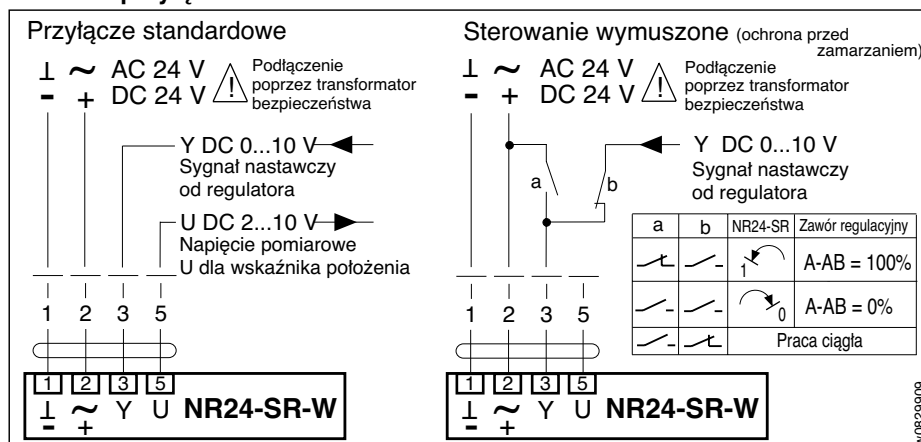 Przyłącze standardowe
⊥ ~ AC 24 V
- + DC 24 V
Podłączenie
poprzez transformator
bezpieczeństwa
Y DC 0...10 V
Sygnał nastawczy
od regulatora
U DC 2...10 V
Napięcie pomiarowe
U dla wskaźnika położenia
1 2 3 5
1 2 3 5
⊥ ~ Y U NR24-SR-W
- +
Sterowanie wymuszone (ochrona przed
zamarzaniem)
⊥ ~ AC 24 V
- + DC 24 V
Podłączenie
poprzez transformator
bezpieczeństwa
Y DC 0...10 V
Sygnał nastawczy
od regulatora
a b
a b NR24-SR Zawór regulacyjny
1 A-AB = 100%
0 A-AB = 0%
Praca ciągła
1 2 3 5
1 2 3 5
⊥ ~ Y U NR24-SR-W
- +